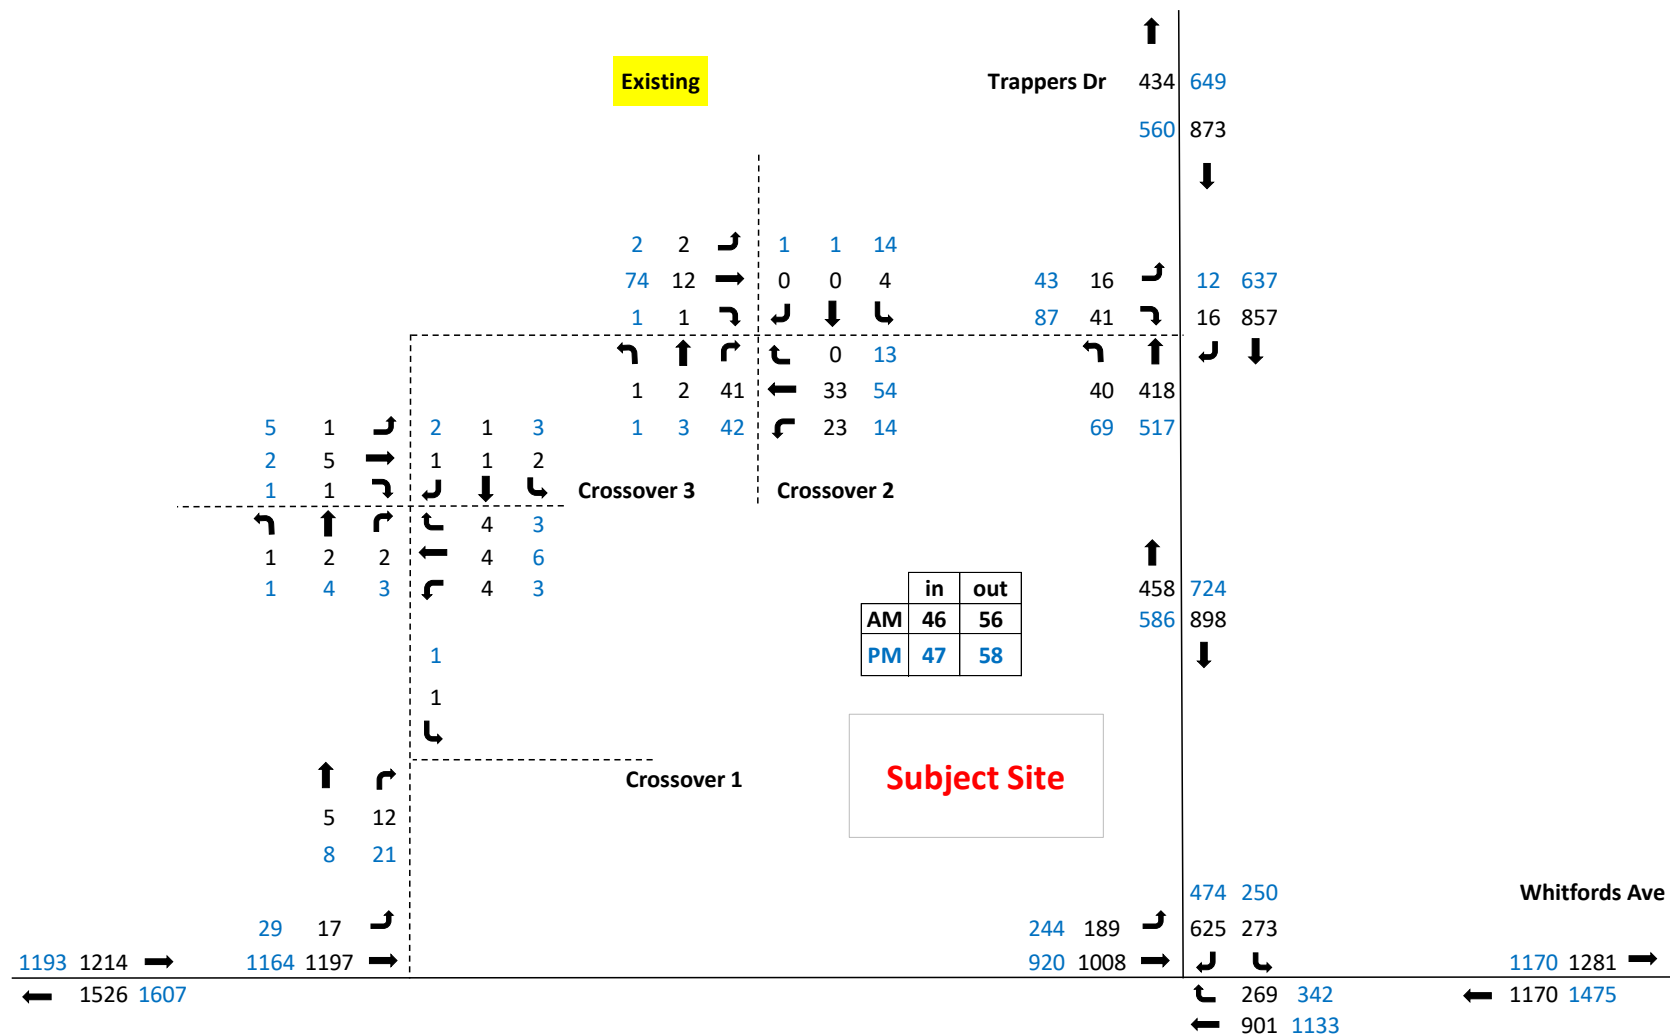 Existing
Trappers Dr 434 649
560 873
2 2 1 1 14
74 12 0 0 4 43 16 12 637
1 1 87 41 16 857
0 13
1 2 41 33 54 40 418
5 1 2 1 3 1 3 42 23 14 69 517
2 5 1 1 2
1 1 Crossover 3 Crossover 2
4 3
1 2 2 4 6
in out
1 4 3 4 3 458 724
AM 46 56 586 898
1 PM 47 58
1
Crossover 1 Subject Site
5 12
8 21
474 250 Whitfords Ave
29 17 244 189 625 273
1193 1214 1164 1197 920 1008 1170 1281
1526 1607 269 342 1170 1475
901 1133